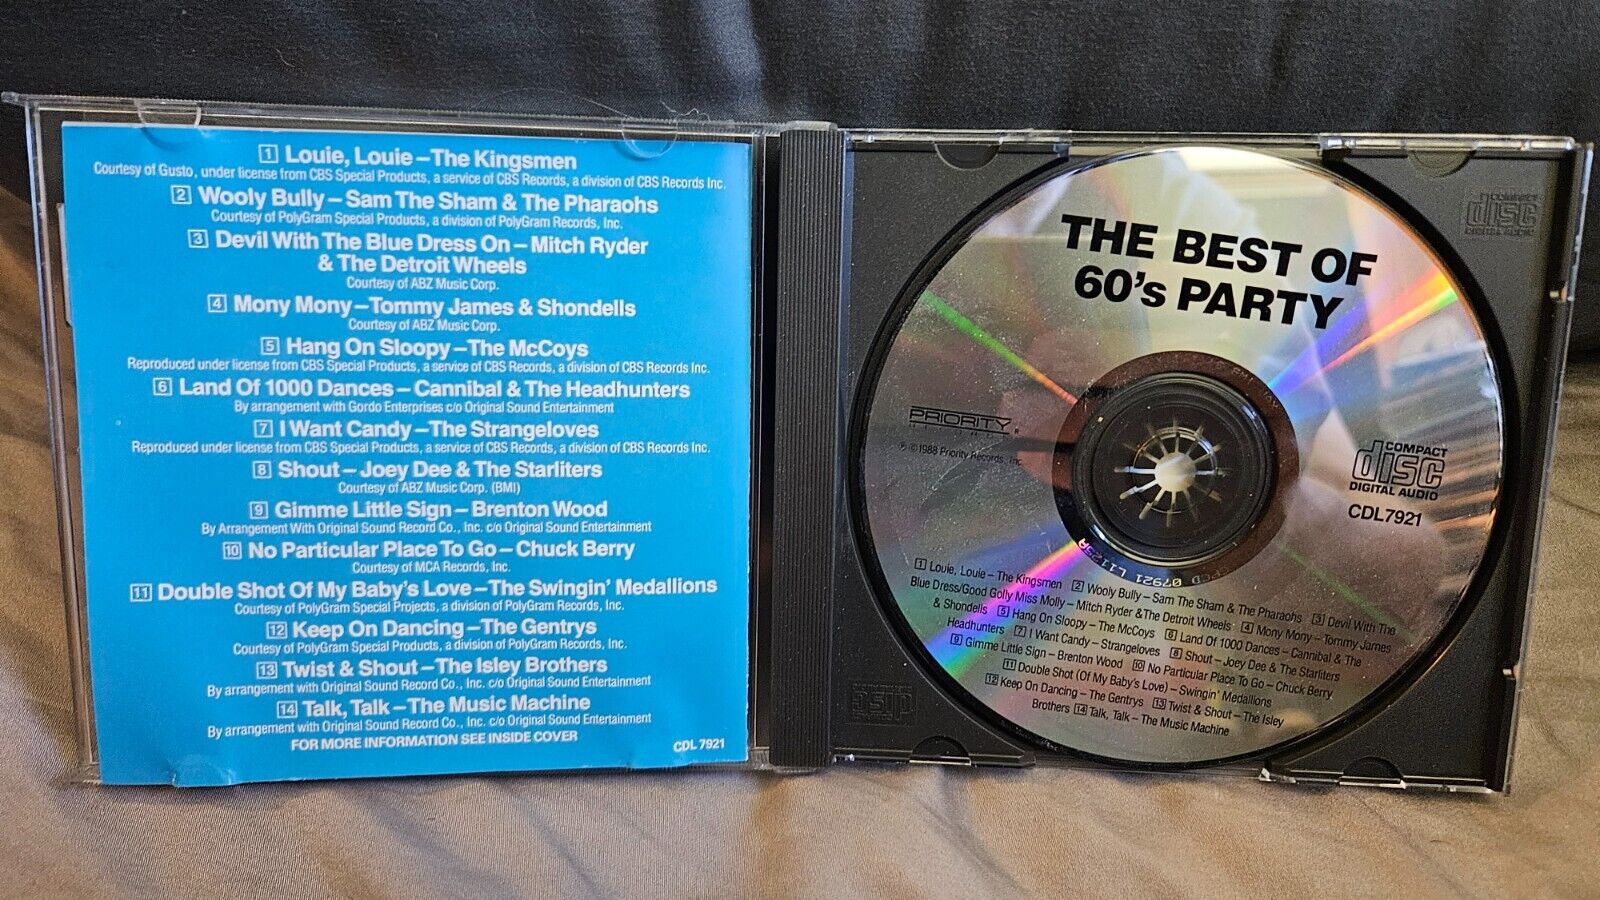 1 Louie, Louie – The Kingsmen
Courtesy of Gusto, under license from CBS Special Products, a service of CBS Records, a division of CBS Records Inc.
2 Wooly Bully – Sam The Sham & The Pharaohs
Courtesy of PolyGram Special Products, a division of PolyGram Records, Inc.
3 Devil With The Blue Dress On – Mitch Ryder
& The Detroit Wheels
Courtesy of ABZ Music Corp.
4 Mony Mony – Tommy James & Shondells
Courtesy of ABZ Music Corp.
5 Hang On Sloopy – The McCoys
Reproduced under license from CBS Special Products, a service of CBS Records, a division of CBS Records Inc.
6 Land Of 1000 Dances – Cannibal & The Headhunters
By arrangement with Gordo Enterprises c/o Original Sound Entertainment
7 I Want Candy – The Strangeloves
Reproduced under license from CBS Special Products, a service of CBS Records, a division of CBS Records Inc.
8 Shout – Joey Dee & The Starliters
Courtesy of ABZ Music Corp. (BMI)
9 Gimme Little Sign – Brenton Wood
By Arrangement With Original Sound Record Co., Inc. c/o Original Sound Entertainment
10 No Particular Place To Go – Chuck Berry
Courtesy of MCA Records, Inc.
11 Double Shot Of My Baby's Love – The Swingin' Medallions
Courtesy of PolyGram Special Projects, a division of PolyGram Records, Inc.
12 Keep On Dancing – The Gentrys
Courtesy of PolyGram Special Products, a division of PolyGram Records, Inc.
13 Twist & Shout – The Isley Brothers
By arrangement with Original Sound Record Co., Inc. c/o Original Sound Entertainment
14 Talk, Talk – The Music Machine
By arrangement with Original Sound Record Co., Inc. c/o Original Sound Entertainment
FOR MORE INFORMATION SEE INSIDE COVER
CDL 7921
THE BEST OF
60's PARTY
PRIORITY
℗ ©1988 Priority Records, Inc.
COMPACT
disc
DIGITAL AUDIO
CDL7921
07921 L1125A
1 Louie, Louie – The Kingsmen 2 Wooly Bully – Sam The Sham & The Pharaohs 3 Devil With The
Blue Dress/Good Golly Miss Molly – Mitch Ryder & The Detroit Wheels 4 Mony Mony – Tommy James
& Shondells 5 Hang On Sloopy – The McCoys 6 Land Of 1000 Dances – Cannibal & The
Headhunters 7 I Want Candy – Strangeloves 8 Shout – Joey Dee & The Starliters
9 Gimme Little Sign – Brenton Wood 10 No Particular Place To Go – Chuck Berry
11 Double Shot (Of My Baby's Love) – Swingin' Medallions
12 Keep On Dancing – The Gentrys 13 Twist & Shout – The Isley
Brothers 14 Talk, Talk – The Music Machine
COMPACT
disc
DIGITAL AUDIO
disc